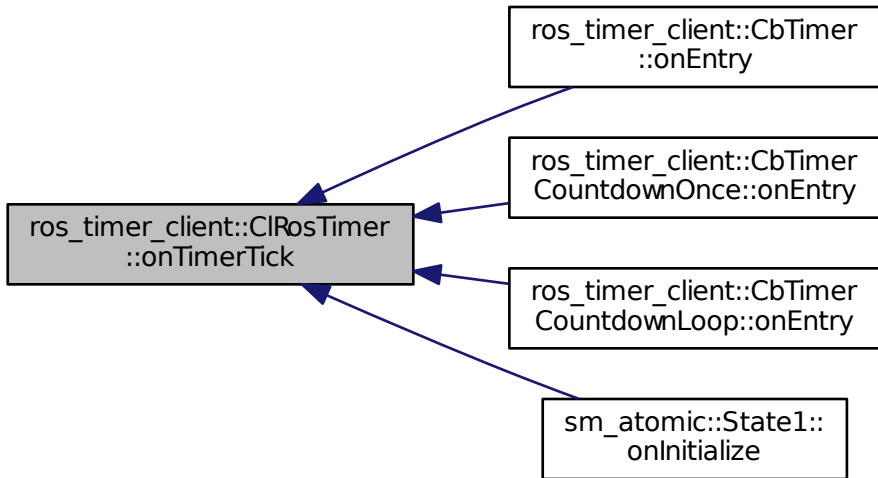 ros_timer_client::ClRosTimer
::onTimerTick
ros_timer_client::CbTimer
::onEntry
ros_timer_client::CbTimer
CountdownOnce::onEntry
ros_timer_client::CbTimer
CountdownLoop::onEntry
sm_atomic::State1::
onInitialize